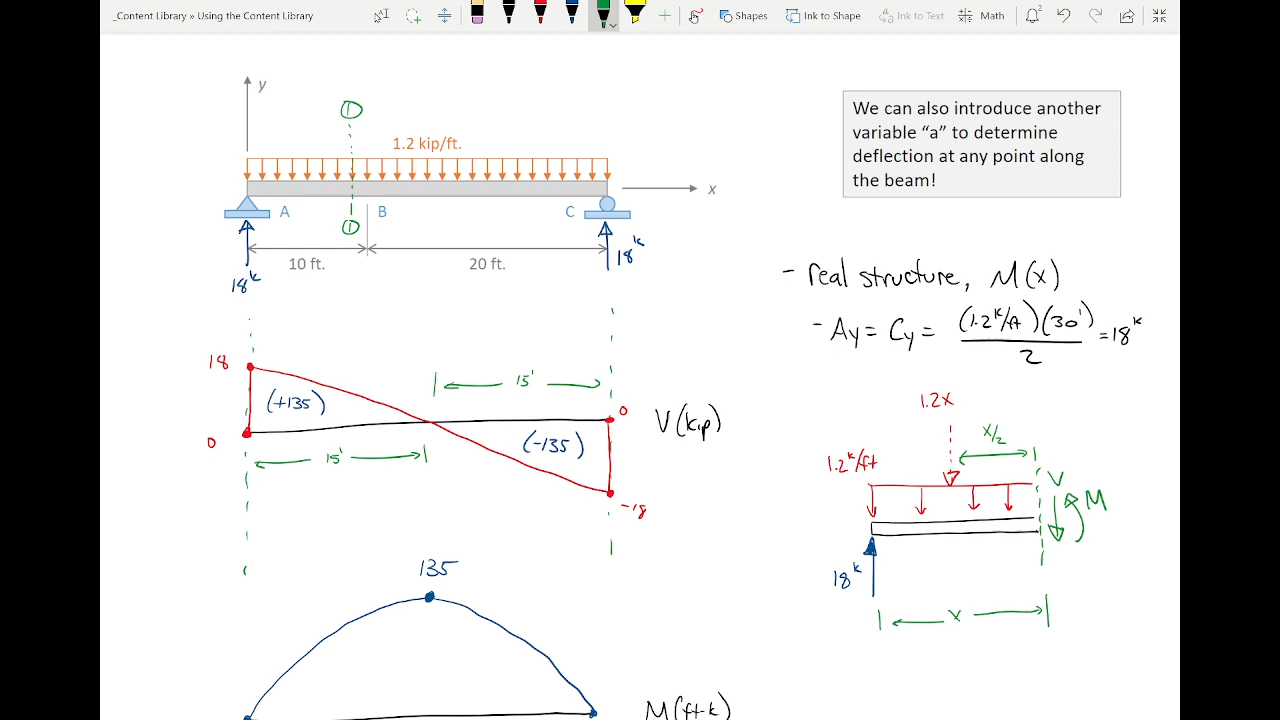 _Content Library » Using the Content Library
Shapes
Ink to Shape
Ink to Text
Math
y
①
1.2 kip/ft.
x
A
B
C
①
10 ft.
20 ft.
18ᵏ
18ᵏ
We can also introduce another
variable “a” to determine
deflection at any point along
the beam!
- real structure, M(x)
- Ay = Cy = (1.2ᵏ/ft)(30')/2 = 18ᵏ
18
(+135)
0
15'
15'
0
(-135)
-18
V(kip)
1.2x
x/2
1.2ᵏ/ft
V
M
18ᵏ
x
135
M(ft-k)